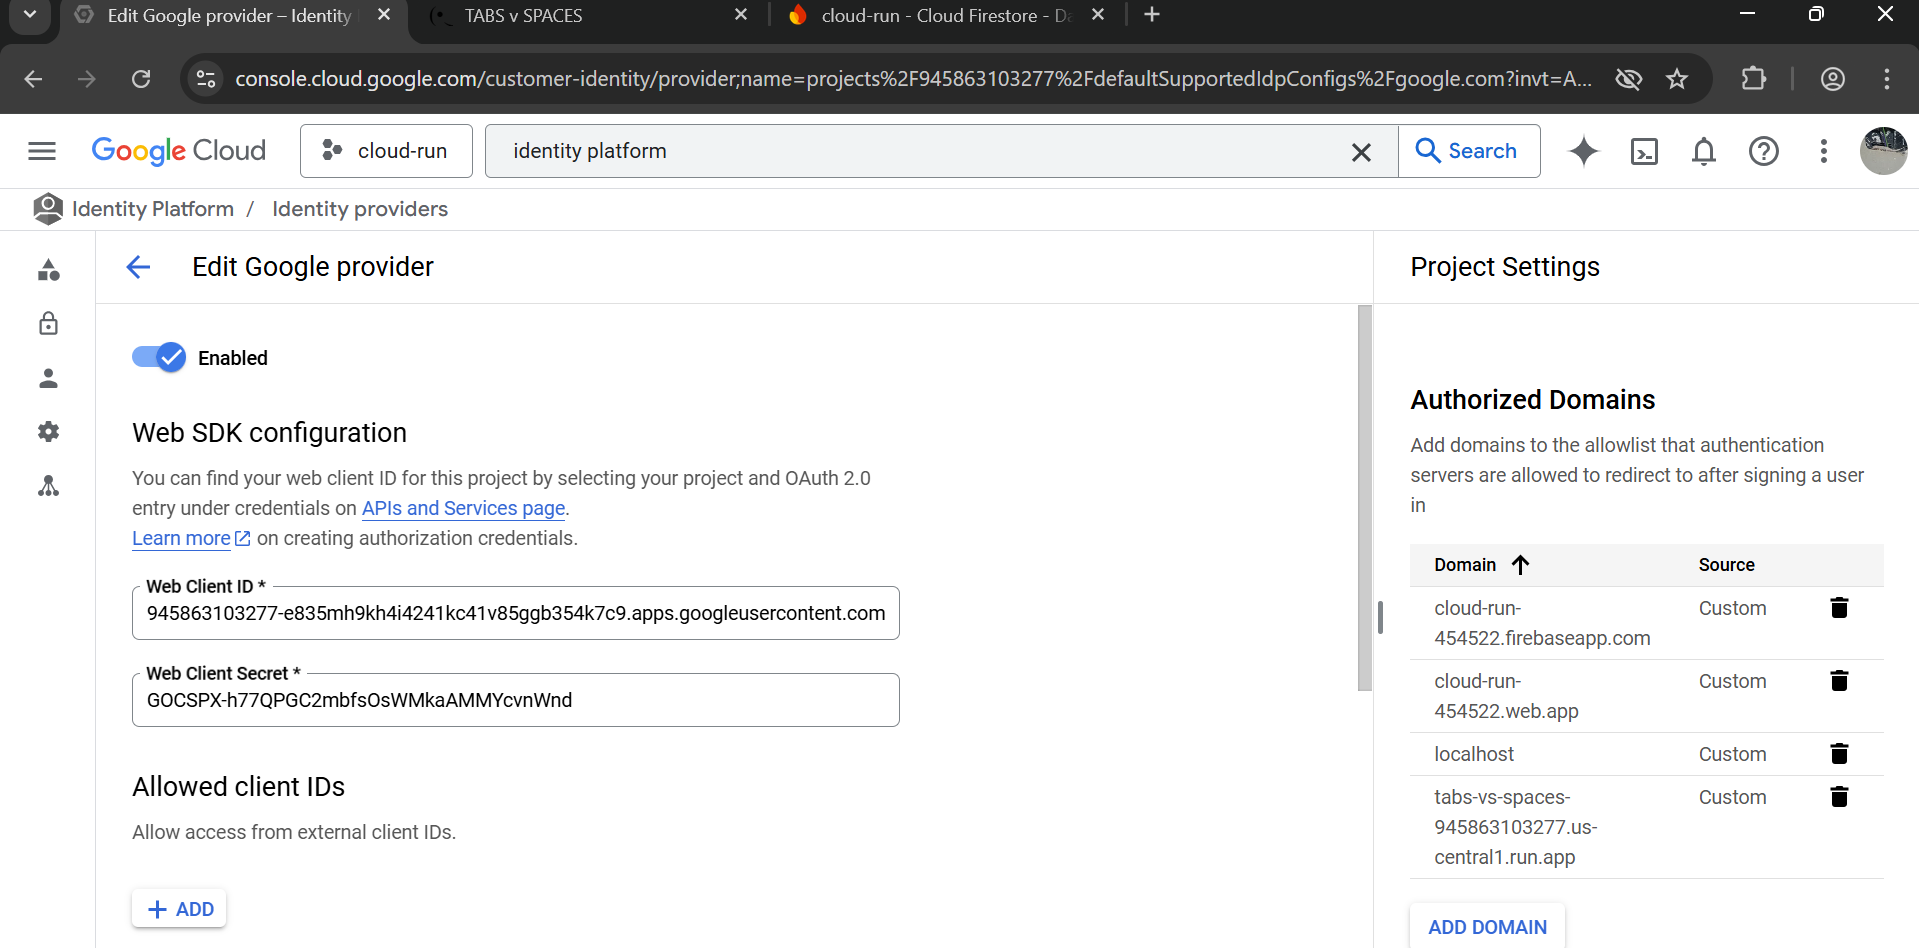 Edit Google provider – Identity
TABS v SPACES
cloud-run - Cloud Firestore - Da
console.cloud.google.com/customer-identity/provider;name=projects%2F945863103277%2FdefaultSupportedIdpConfigs%2Fgoogle.com?invt=A...
Google Cloud
cloud-run
identity platform
Search
Identity Platform / Identity providers
Edit Google provider
Enabled
Web SDK configuration
You can find your web client ID for this project by selecting your project and OAuth 2.0
entry under credentials on APIs and Services page.
Learn more on creating authorization credentials.
Web Client ID *
945863103277-e835mh9kh4i4241kc41v85ggb354k7c9.apps.googleusercontent.com
Web Client Secret *
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
Allowed client IDs
Allow access from external client IDs.
ADD
Project Settings
Authorized Domains
Add domains to the allowlist that authentication
servers are allowed to redirect to after signing a user
in
Domain Source
cloud-run- Custom
454522.firebaseapp.com
cloud-run- Custom
454522.web.app
localhost Custom
tabs-vs-spaces- Custom
945863103277.us-
central1.run.app
ADD DOMAIN